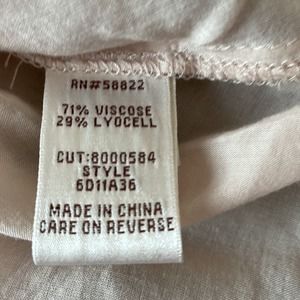 RN#58822
71% VISCOSE
29% LYOCELL
CUT:8000584
STYLE
6D11A36
MADE IN CHINA
CARE ON REVERSE